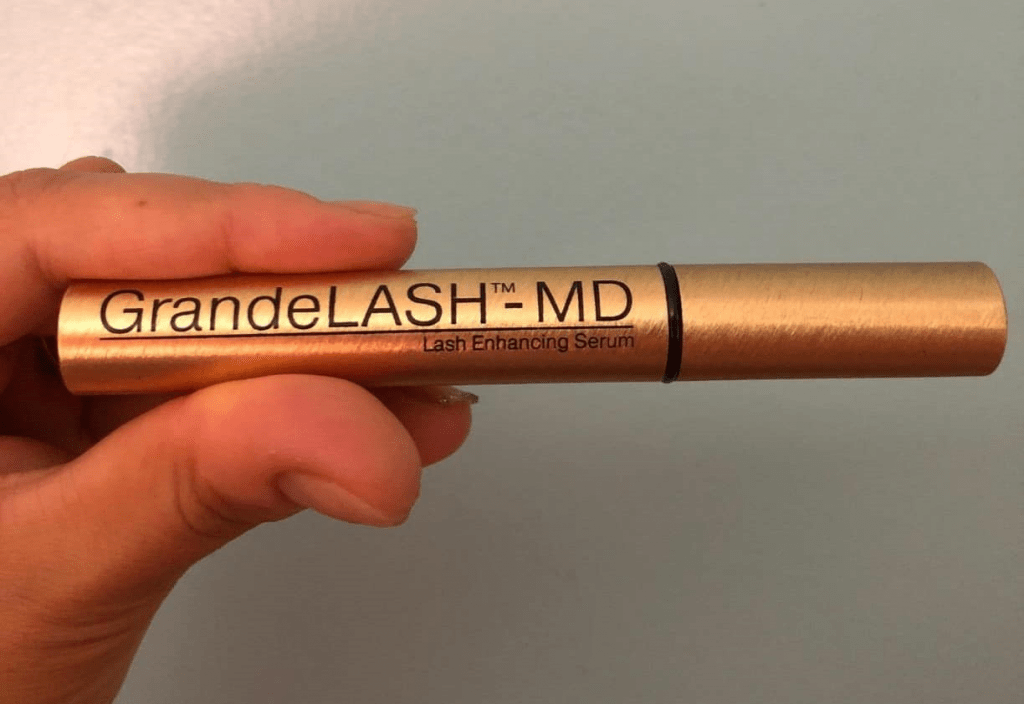 GrandeLASH™-MD
Lash Enhancing Serum